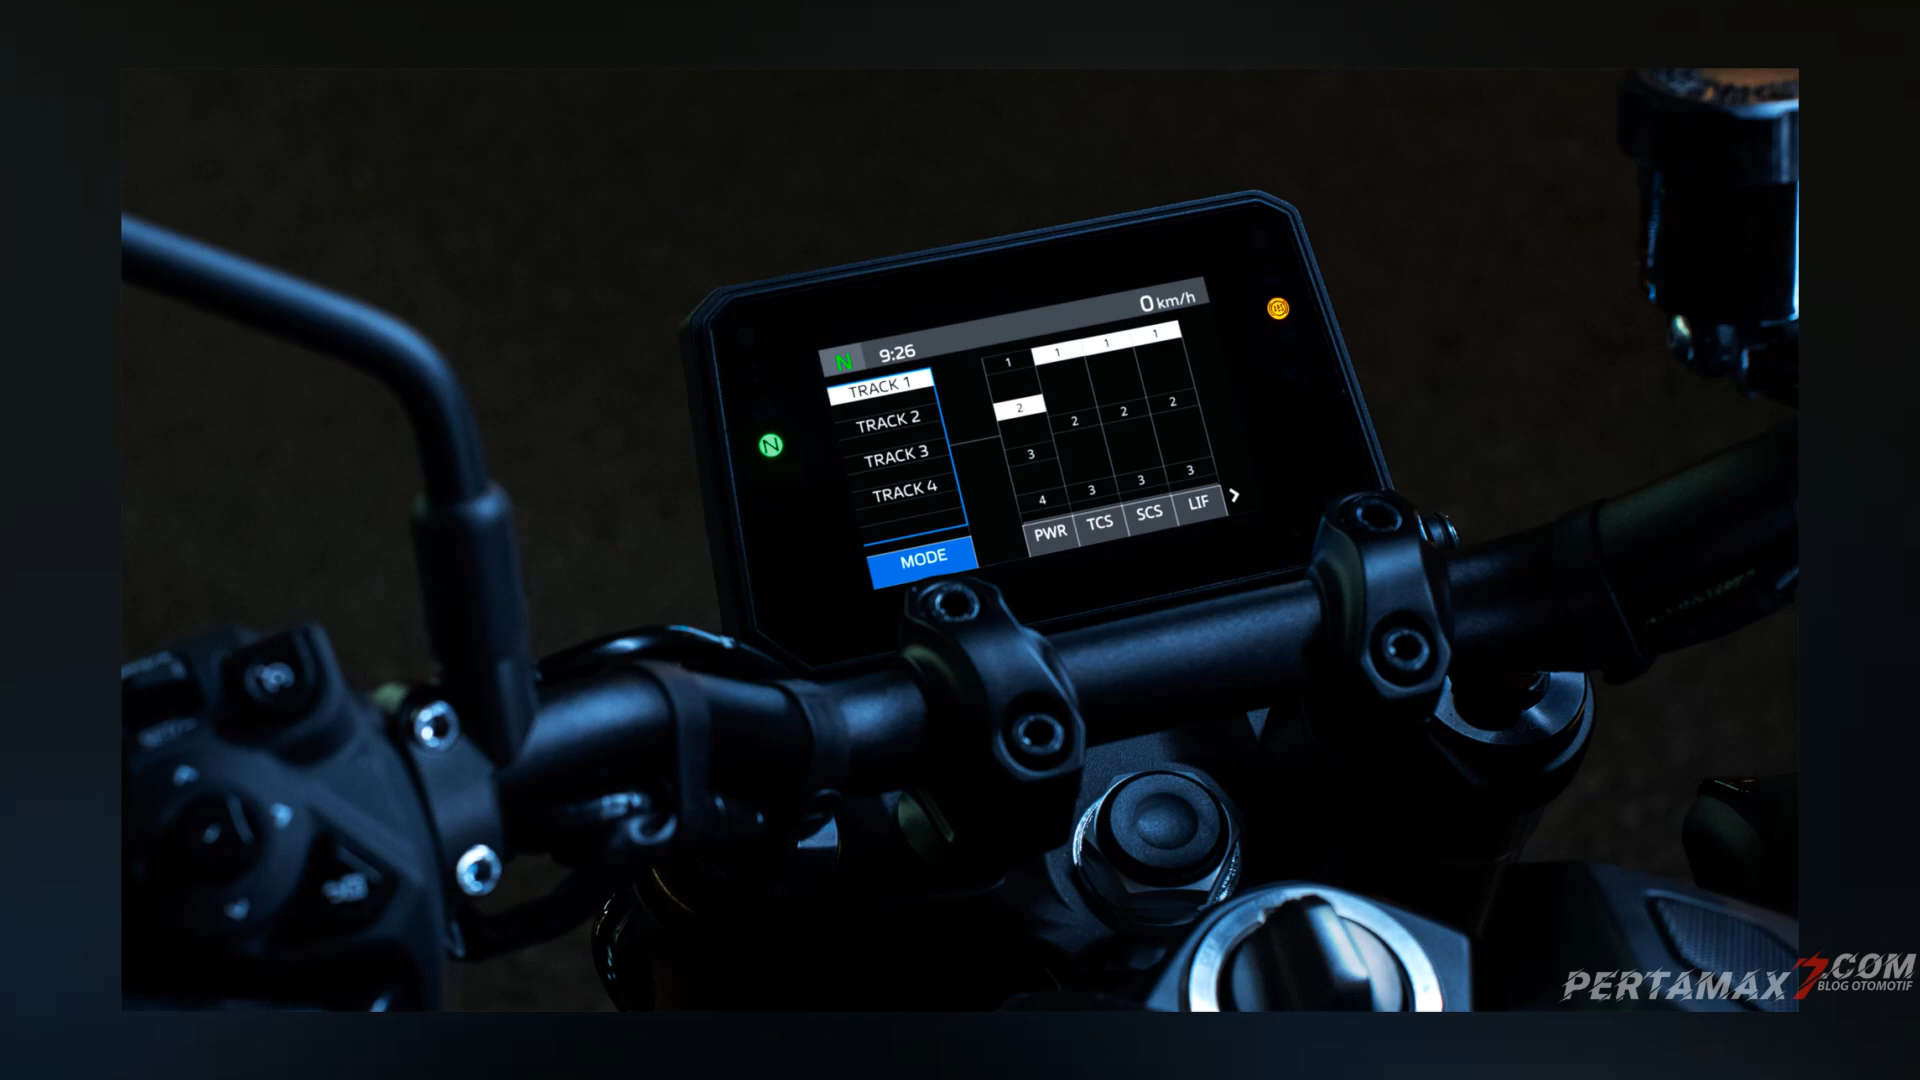 N 9:26 0 km/h
TRACK 1
TRACK 2
TRACK 3
TRACK 4
MODE
1 1 1 1
2 2 2 2
3
4 3 3 3
PWR TCS SCS LIF
N
PERTAMAX7.COM
BLOG OTOMOTIF